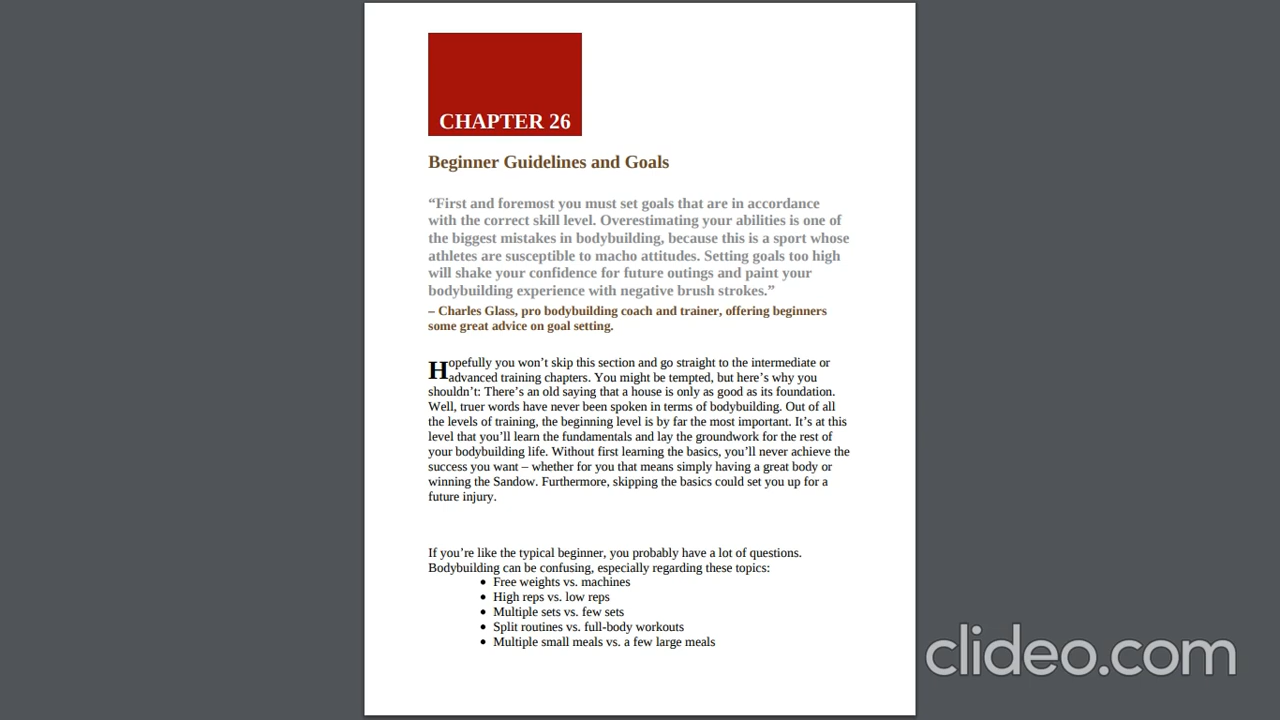 CHAPTER 26
Beginner Guidelines and Goals
“First and foremost you must set goals that are in accordance
with the correct skill level. Overestimating your abilities is one of
the biggest mistakes in bodybuilding, because this is a sport whose
athletes are susceptible to macho attitudes. Setting goals too high
will shake your confidence for future outings and paint your
bodybuilding experience with negative brush strokes.”
– Charles Glass, pro bodybuilding coach and trainer, offering beginners
some great advice on goal setting.
Hopefully you won’t skip this section and go straight to the intermediate or
advanced training chapters. You might be tempted, but here’s why you
shouldn’t: There’s an old saying that a house is only as good as its foundation.
Well, truer words have never been spoken in terms of bodybuilding. Out of all
the levels of training, the beginning level is by far the most important. It’s at this
level that you’ll learn the fundamentals and lay the groundwork for the rest of
your bodybuilding life. Without first learning the basics, you’ll never achieve the
success you want – whether for you that means simply having a great body or
winning the Sandow. Furthermore, skipping the basics could set you up for a
future injury.
If you’re like the typical beginner, you probably have a lot of questions.
Bodybuilding can be confusing, especially regarding these topics:
• Free weights vs. machines
• High reps vs. low reps
• Multiple sets vs. few sets
• Split routines vs. full-body workouts
• Multiple small meals vs. a few large meals
clideo.com